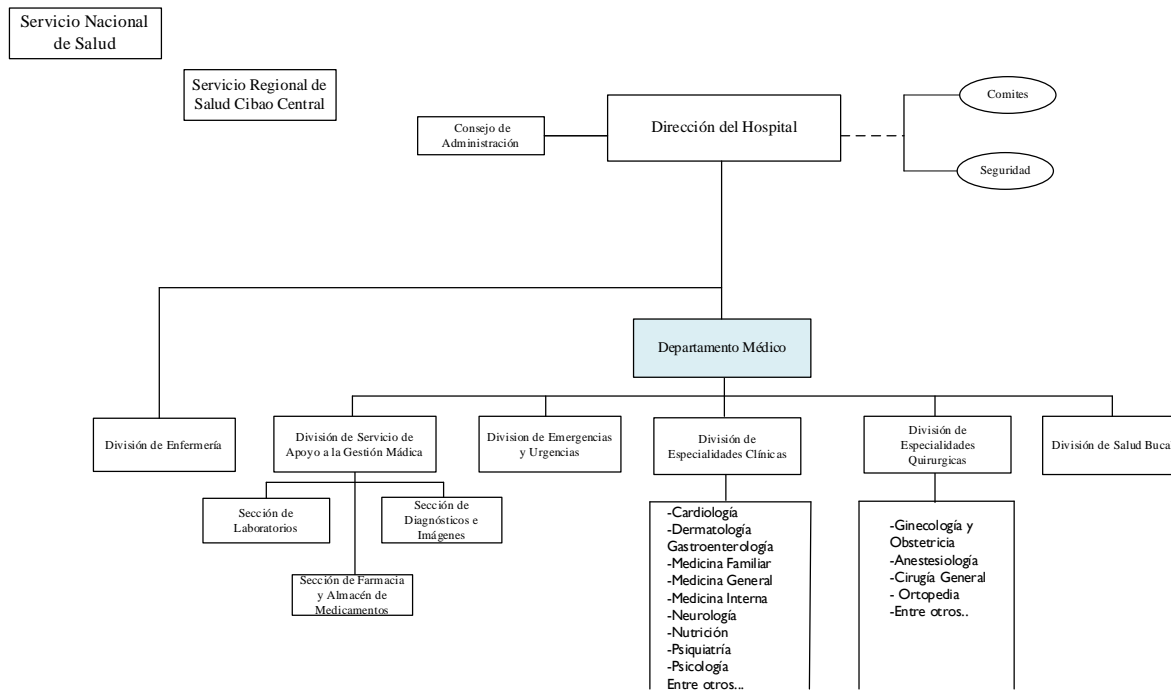 Servicio Nacional
de Salud
Servicio Regional de
Salud Cibao Central
Consejo de
Administración
Dirección del Hospital
Comites
Seguridad
Departamento Médico
División de Enfermería
División de Servicio de
Apoyo a la Gestión Mádica
Division de Emergencias
y Urgencias
División de
Especialidades Clínicas
División de
Especialidades
Quirurgicas
División de Salud Bucal
Sección de
Laboratorios
Sección de
Diagnósticos e
Imágenes
Sección de Farmacia
y Almacén de
Medicamentos
-Cardiología
-Dermatología
Gastroenterología
-Medicina Familiar
-Medicina General
-Medicina Interna
-Neurología
-Nutrición
-Psiquiatría
-Psicología
Entre otros...
-Ginecología y
Obstetricia
-Anestesiología
-Cirugía General
- Ortopedia
-Entre otros..